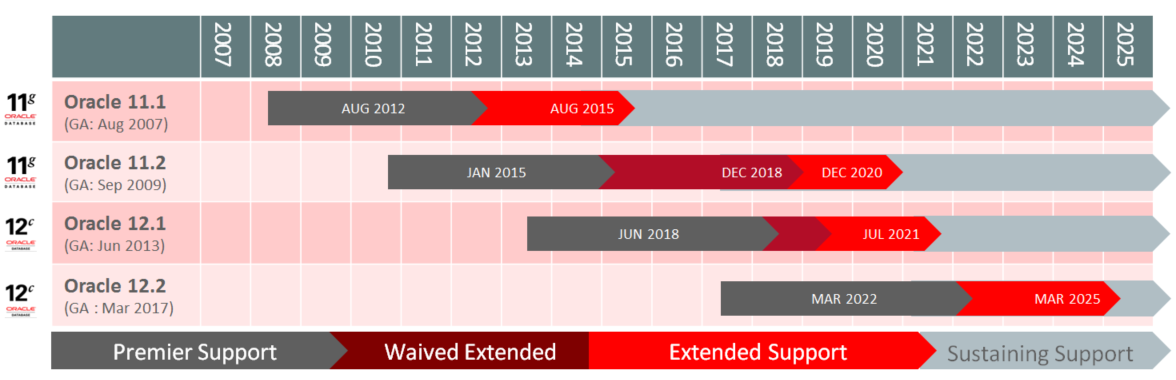 2007 2008 2009 2010 2011 2012 2013 2014 2015 2016 2017 2018 2019 2020 2021 2022 2023 2024 2025
11g
ORACLE
DATABASE
Oracle 11.1
(GA: Aug 2007)
AUG 2012
AUG 2015
11g
ORACLE
DATABASE
Oracle 11.2
(GA: Sep 2009)
JAN 2015
DEC 2018
DEC 2020
12c
ORACLE
DATABASE
Oracle 12.1
(GA: Jun 2013)
JUN 2018
JUL 2021
12c
ORACLE
DATABASE
Oracle 12.2
(GA : Mar 2017)
MAR 2022
MAR 2025
Premier Support
Waived Extended
Extended Support
Sustaining Support